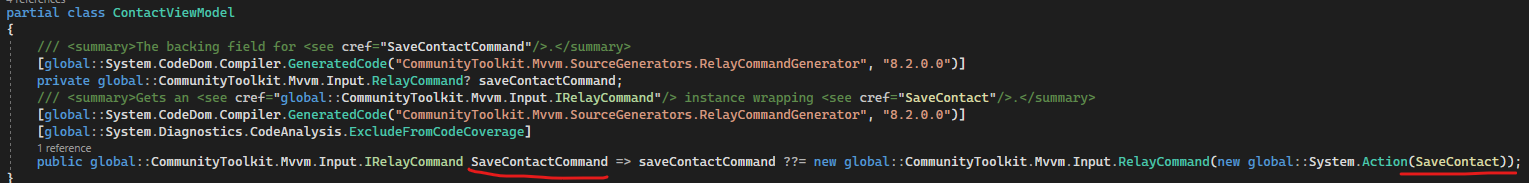 4 references
partial class ContactViewModel
{
/// <summary>The backing field for <see cref="SaveContactCommand"/>.</summary>
[global::System.CodeDom.Compiler.GeneratedCode("CommunityToolkit.Mvvm.SourceGenerators.RelayCommandGenerator", "8.2.0.0")]
private global::CommunityToolkit.Mvvm.Input.RelayCommand? saveContactCommand;
/// <summary>Gets an <see cref="global::CommunityToolkit.Mvvm.Input.IRelayCommand"/> instance wrapping <see cref="SaveContact"/>.</summary>
[global::System.CodeDom.Compiler.GeneratedCode("CommunityToolkit.Mvvm.SourceGenerators.RelayCommandGenerator", "8.2.0.0")]
[global::System.Diagnostics.CodeAnalysis.ExcludeFromCodeCoverage]
1 reference
public global::CommunityToolkit.Mvvm.Input.IRelayCommand SaveContactCommand => saveContactCommand ??= new global::CommunityToolkit.Mvvm.Input.RelayCommand(new global::System.Action(SaveContact));
}